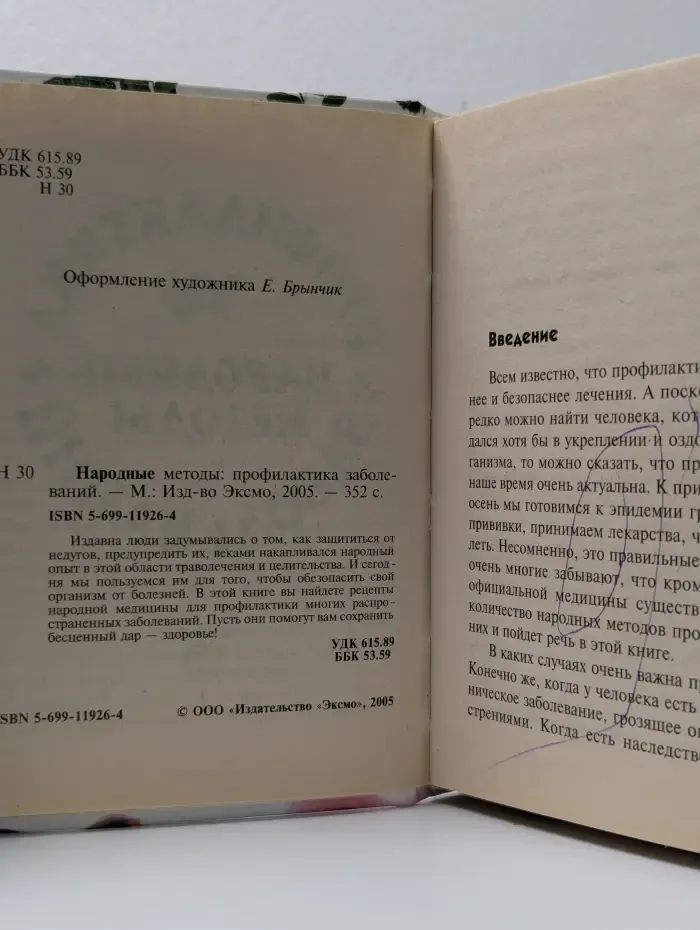 УДК 615.89
ББК 53.59
Н 30
Оформление художника Е. Брынчик
Н 30
Народные методы: профилактика заболе-
ваний. — М.: Изд-во Эксмо, 2005. — 352 с.
ISBN 5-699-11926-4
Издавна люди задумывались о том, как защититься от
недугов, предупредить их, веками накапливался народный
опыт в этой области траволечения и целительства. И сегод-
ня мы пользуемся им для того, чтобы обезопасить свой
организм от болезней. В этой книге вы найдете рецепты
народной медицины для профилактики многих распро-
страненных заболеваний. Пусть они помогут вам сохранить
бесценный дар — здоровье!
УДК 615.89
ББК 53.59
ISBN 5-699-11926-4
© ООО «Издательство «Эксмо», 2005
Введение
Всем известно, что профилакти
нее и безопаснее лечения. А поско
редко можно найти человека, кот
дался хотя бы в укреплении и оздо
ганизма, то можно сказать, что пр
наше время очень актуальна. К при
осень мы готовимся к эпидемии гр
прививки, принимаем лекарства, ч
леть. Несомненно, это правильные
очень многие забывают, что кром
официальной медицины существ
количество народных методов про
них и пойдет речь в этой книге.
В каких случаях очень важна п
Конечно же, когда у человека есть
ническое заболевание, грозящее о
стрениями. Когда есть наследств